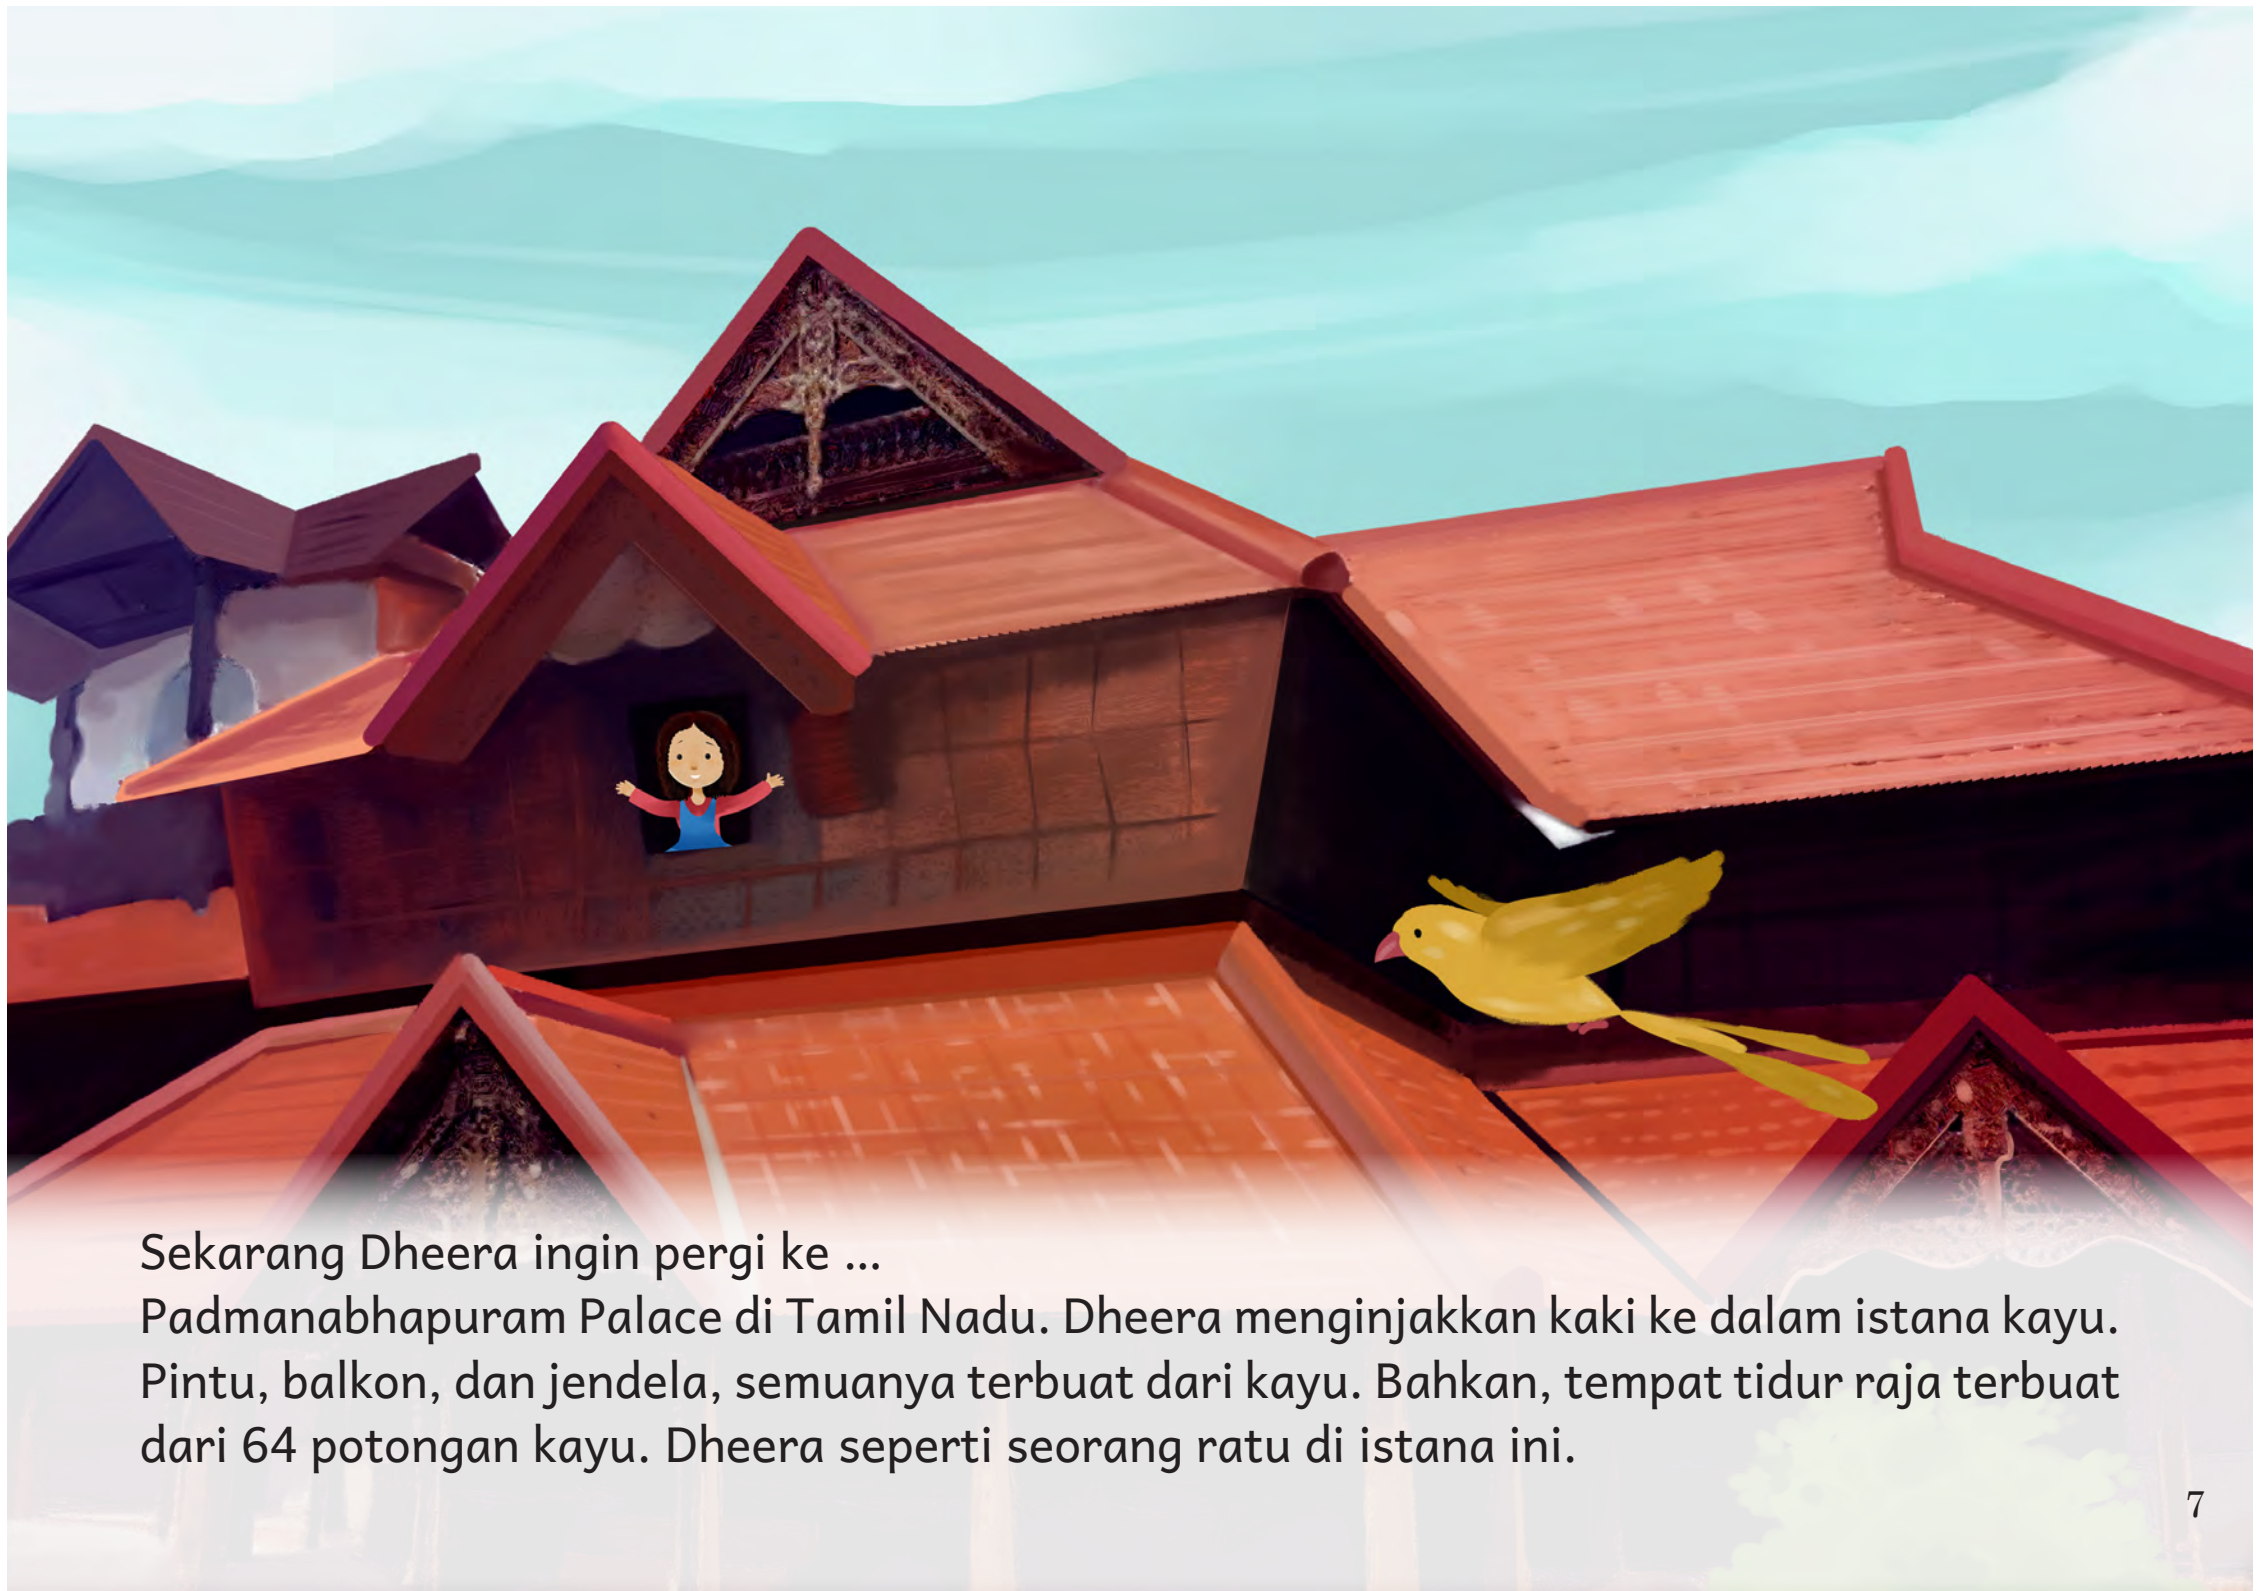 Sekarang Dheera ingin pergi ke ...
Padmanabhapuram Palace di Tamil Nadu. Dheera menginjakkan kaki ke dalam istana kayu.
Pintu, balkon, dan jendela, semuanya terbuat dari kayu. Bahkan, tempat tidur raja terbuat
dari 64 potongan kayu. Dheera seperti seorang ratu di istana ini.
7